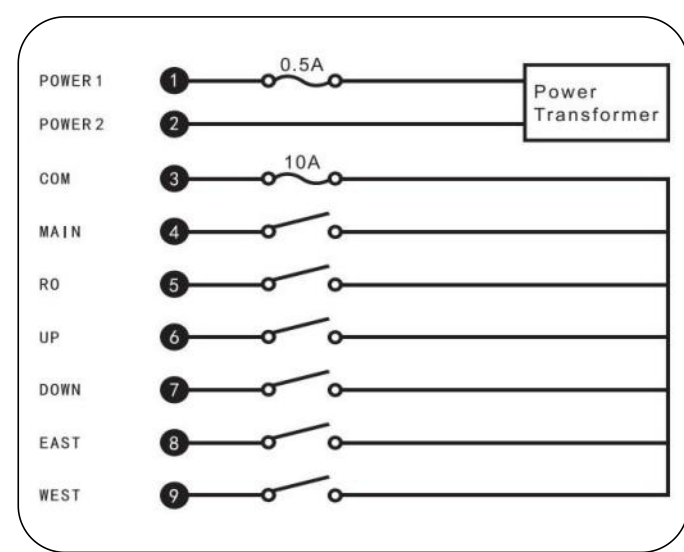 POWER1 1 0.5A
Power
Transformer
POWER2 2
COM 3 10A
MAIN 4
RO 5
UP 6
DOWN 7
EAST 8
WEST 9